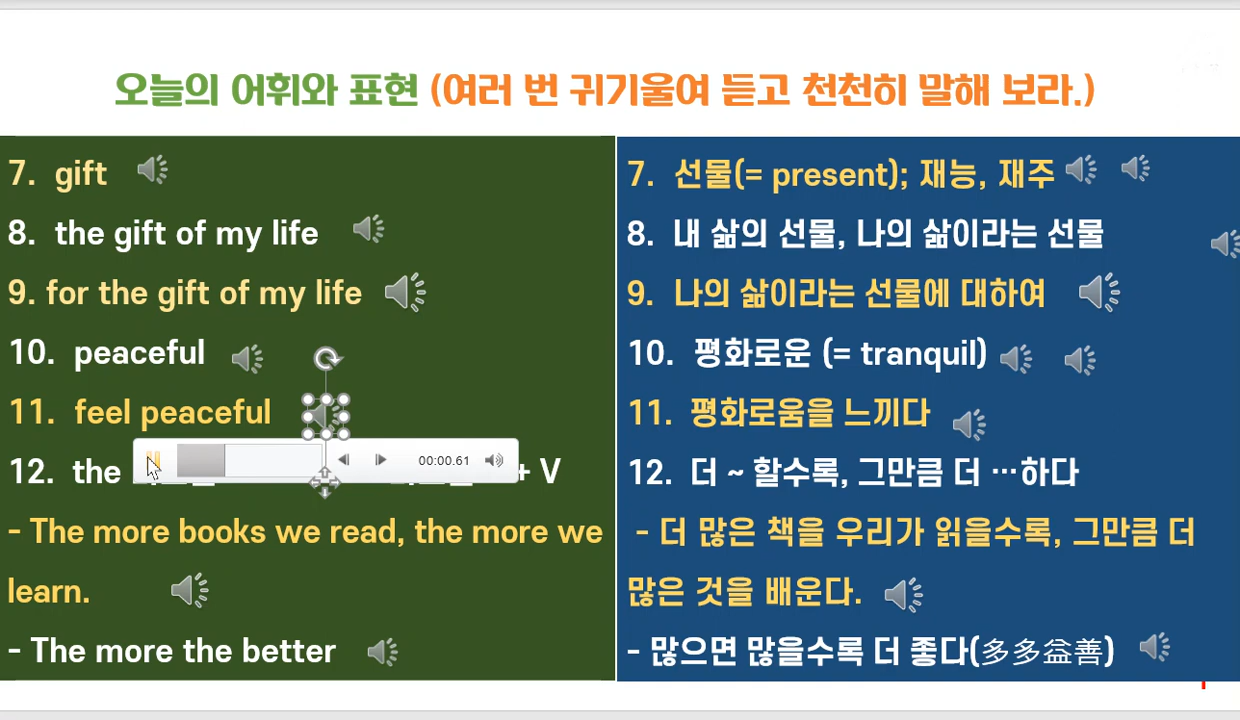 오늘의 어휘와 표현 (여러 번 귀기울여 듣고 천천히 말해 보라.)
7. gift
8. the gift of my life
9. for the gift of my life
10. peaceful
11. feel peaceful
00:00.61
12. the + V
- The more books we read, the more we
learn.
- The more the better
7. 선물(= present); 재능, 재주
8. 내 삶의 선물, 나의 삶이라는 선물
9. 나의 삶이라는 선물에 대하여
10. 평화로운 (= tranquil)
11. 평화로움을 느끼다
12. 더 ~ 할수록, 그만큼 더 …하다
- 더 많은 책을 우리가 읽을수록, 그만큼 더
많은 것을 배운다.
- 많으면 많을수록 더 좋다(多多益善)